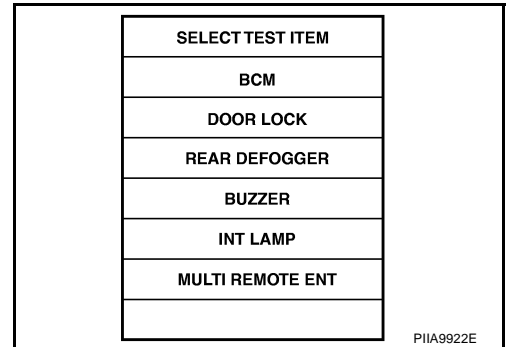 SELECT TEST ITEM
BCM
DOOR LOCK
REAR DEFOGGER
BUZZER
INT LAMP
MULTI REMOTE ENT
PIIA9922E